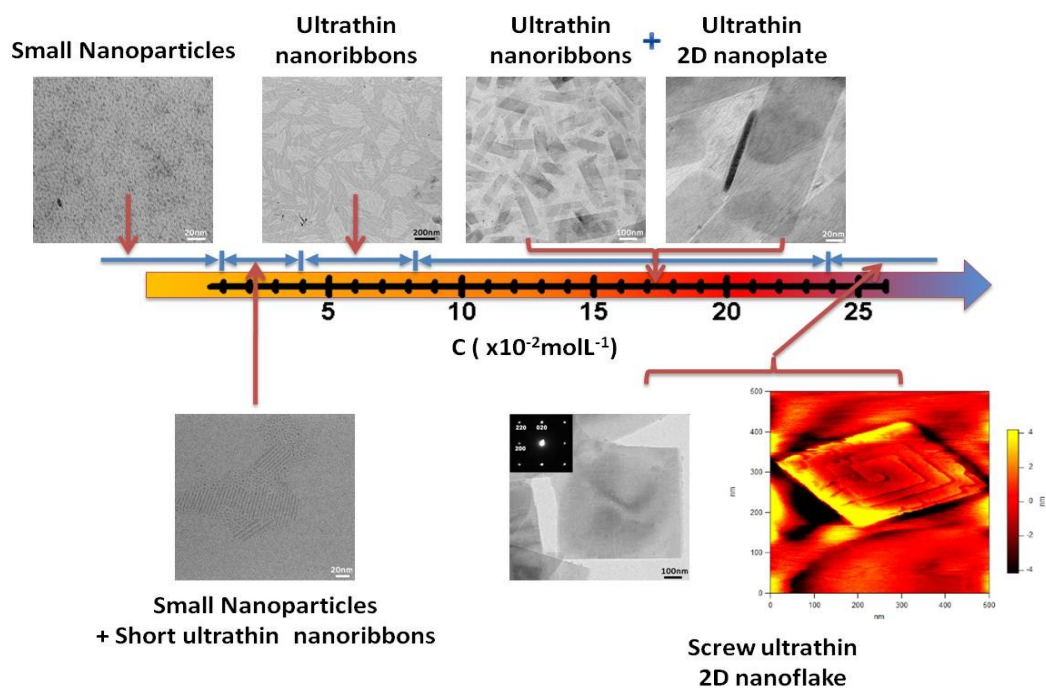 Small Nanoparticles
Ultrathin
nanoribbons
Ultrathin
nanoribbons
+
Ultrathin
2D nanoplate
20nm
200nm
100nm
20nm
5
10
15
20
25
C ( x10⁻²molL⁻¹)
20nm
Small Nanoparticles
+ Short ultrathin nanoribbons
220
020
200
100nm
500
400
300
200
100
0
nm
0
100
200
300
400
500
nm
4
2
0
-2
-4
nm
Screw ultrathin
2D nanoflake